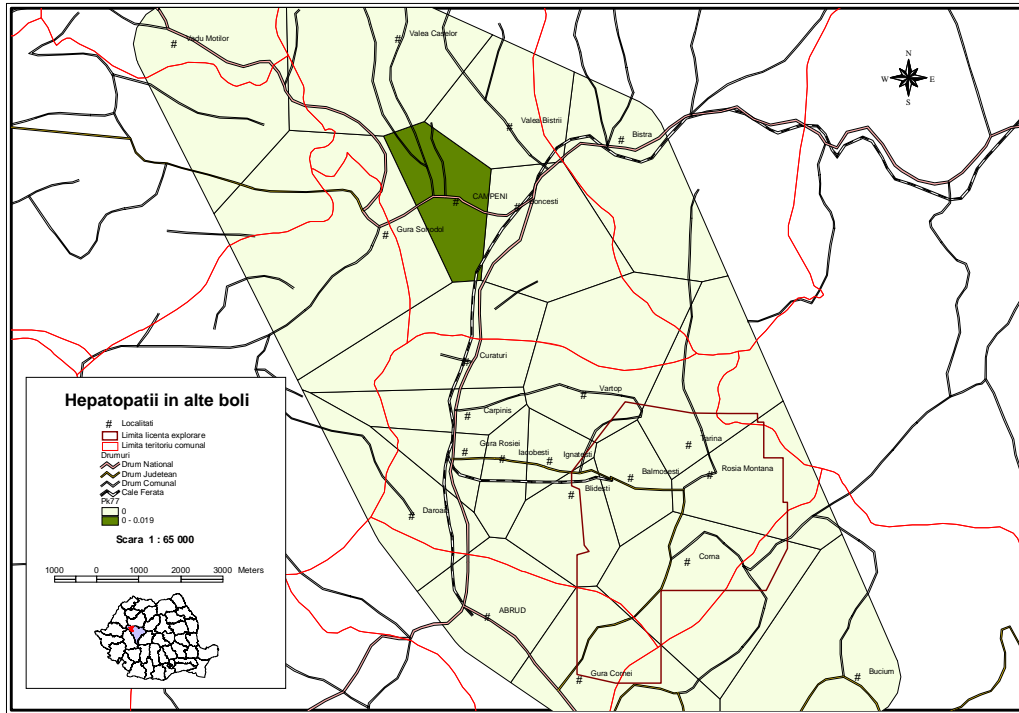 Vadu Motilor
Valea Caselor
N
W E
S
Valea Bistrii
Bistra
CAMPENI
Boncesti
Gura Sohodol
Curaturi
Vartop
Carpinis
Tarina
Gura Rosiei
Iacobesti
Ignatesti
Balmosesti
Rosia Montana
Blidesti
Daroaia
Corna
ABRUD
Gura Cornei
Bucium
Hepatopatii in alte boli
# Localitati
Limita licenta explorare
Limita teritoriu comunal
Drumuri
Drum National
Drum Judetean
Drum Comunal
Cale Ferata
Pk77
0
0 - 0.019
Scara 1 : 65 000
1000 0 1000 2000 3000 Meters